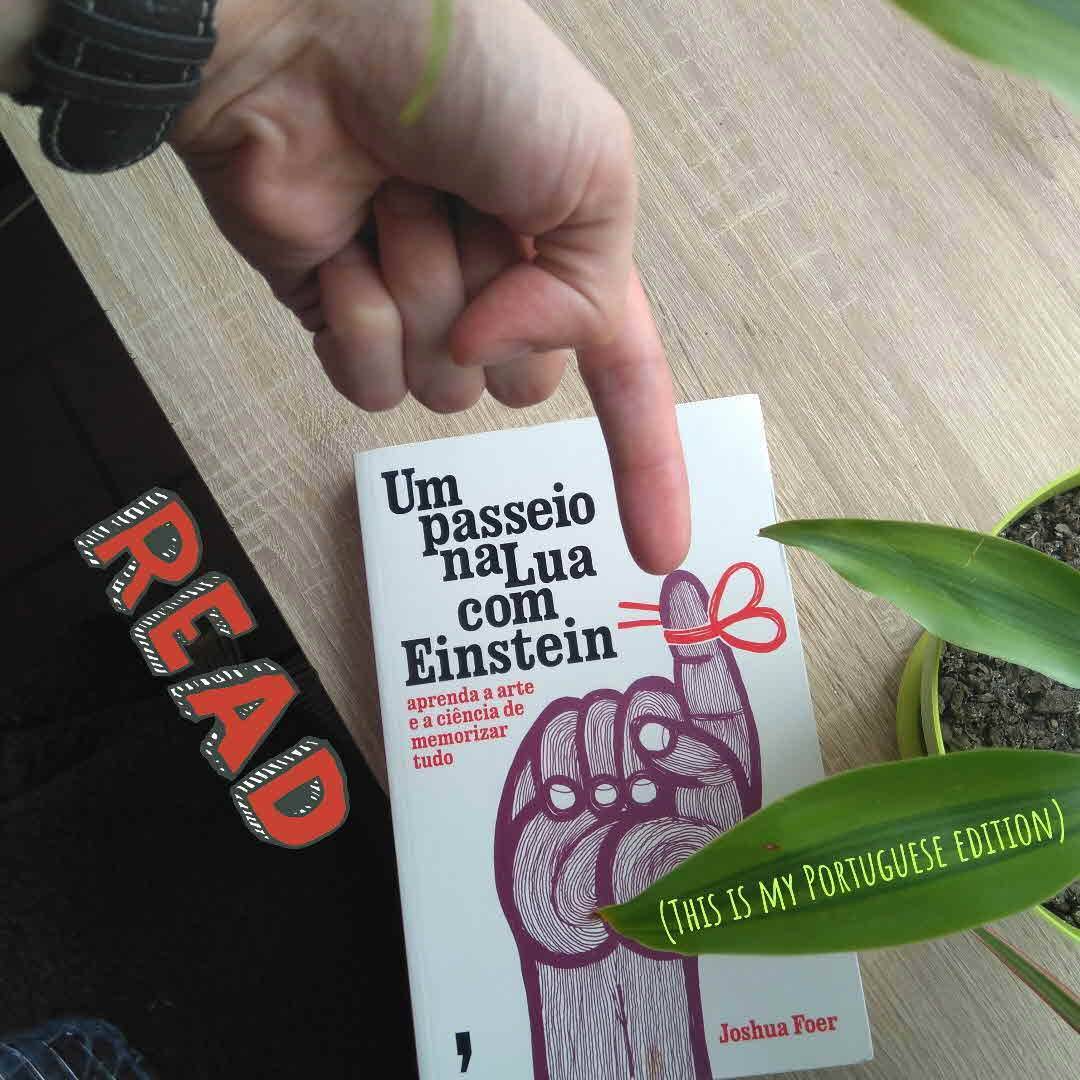 READ
Um
passeio
na Lua
com
Einstein
aprenda a arte
e a ciência de
memorizar
tudo
(This is my Portuguese edition)
Joshua Foer
,